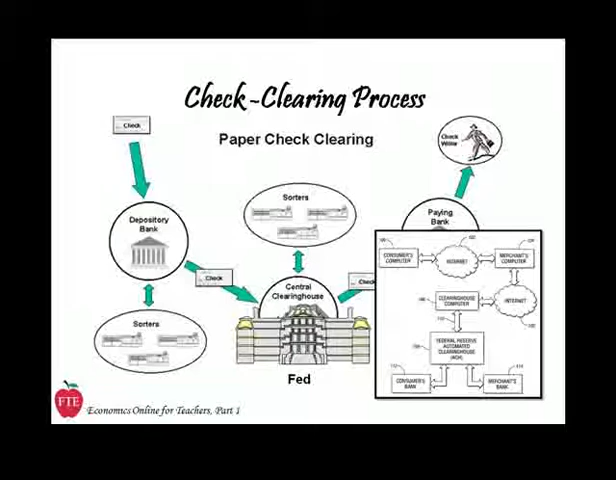 Check-Clearing Process
Paper Check Clearing
Check
Check
Writer
Depository
Bank
Sorters
Paying
Bank
Check
Central
Clearinghouse
Check
Sorters
Fed
CONSUMER'S
COMPUTER
INTERNET
MERCHANT'S
COMPUTER
CLEARINGHOUSE
COMPUTER
INTERNET
FEDERAL RESERVE
AUTOMATED
CLEARINGHOUSE
(ACH)
CONSUMER'S
BANK
MERCHANT'S
BANK
FTE
Economics Online for Teachers, Part 1